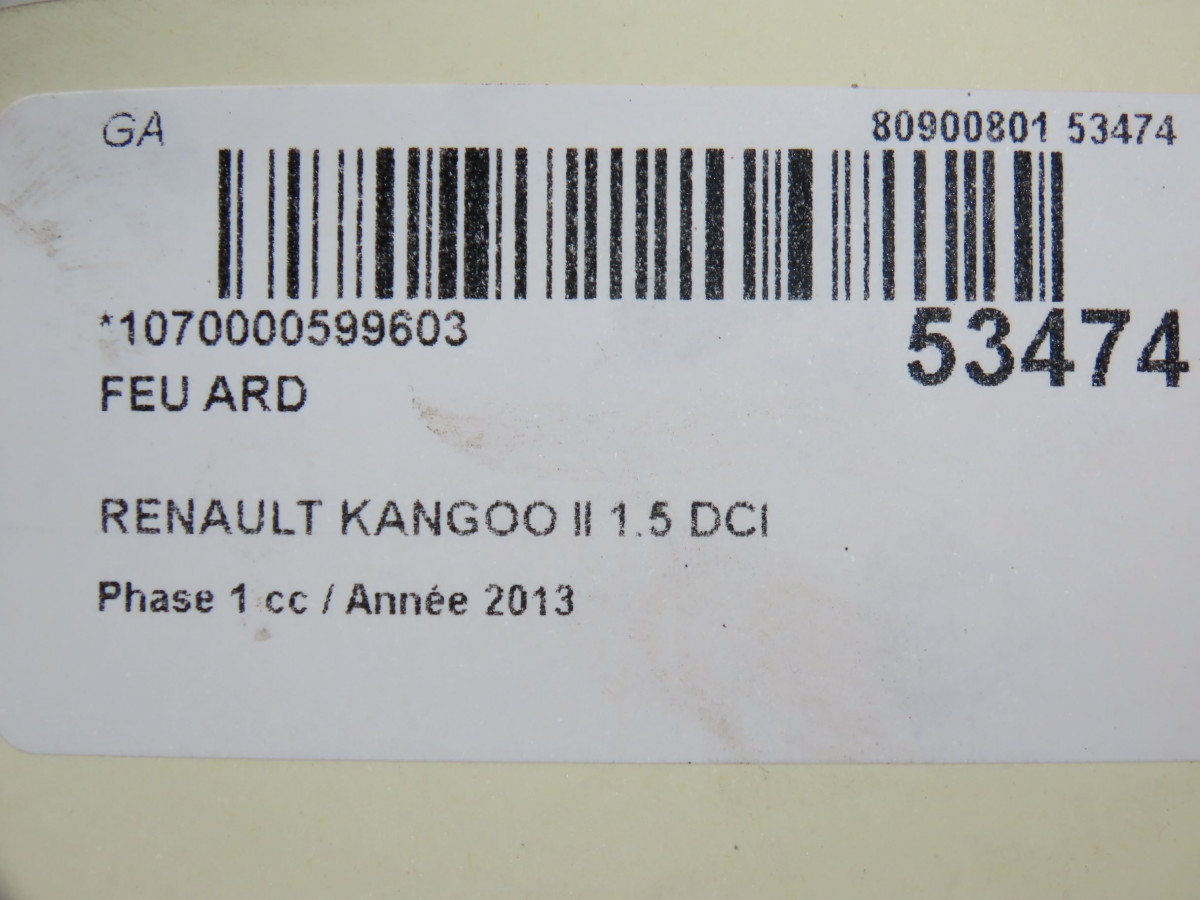 GA 80900801 53474
*1070000599603 53474
FEU ARD
RENAULT KANGOO II 1.5 DCI
Phase 1 cc / Année 2013